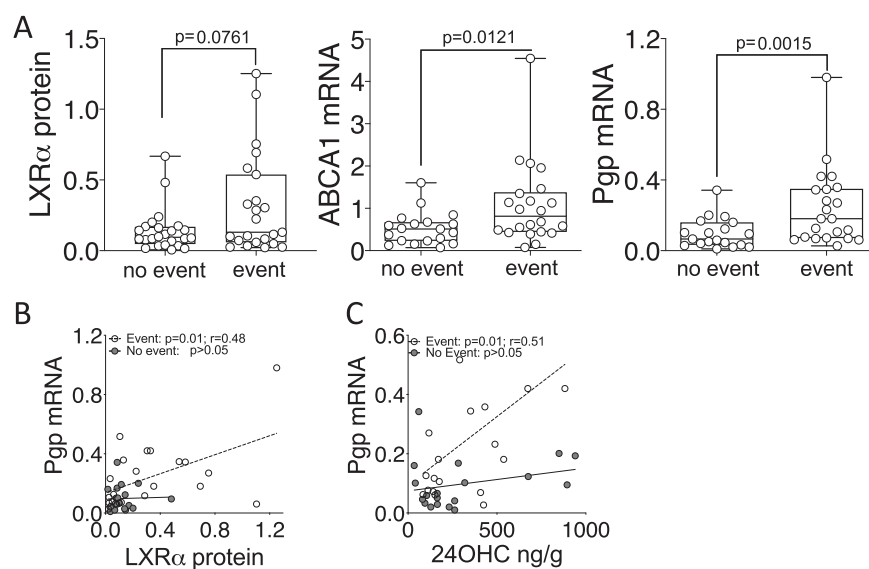 A
LXRα protein
1.5
1.0
0.5
0.0
p=0.0761
no event
event
ABCA1 mRNA
5
4
3
2
1
0
p=0.0121
no event
event
Pgp mRNA
1.2
0.8
0.4
0.0
p=0.0015
no event
event
B
Pgp mRNA
1.2
0.8
0.4
0.0
Event: p=0.01; r=0.48
No event: p>0.05
0.0 0.4 0.8 1.2
LXRα protein
C
Pgp mRNA
0.6
0.4
0.2
0.0
Event: p=0.01; r=0.51
No Event: p>0.05
0 500 1000
24OHC ng/g